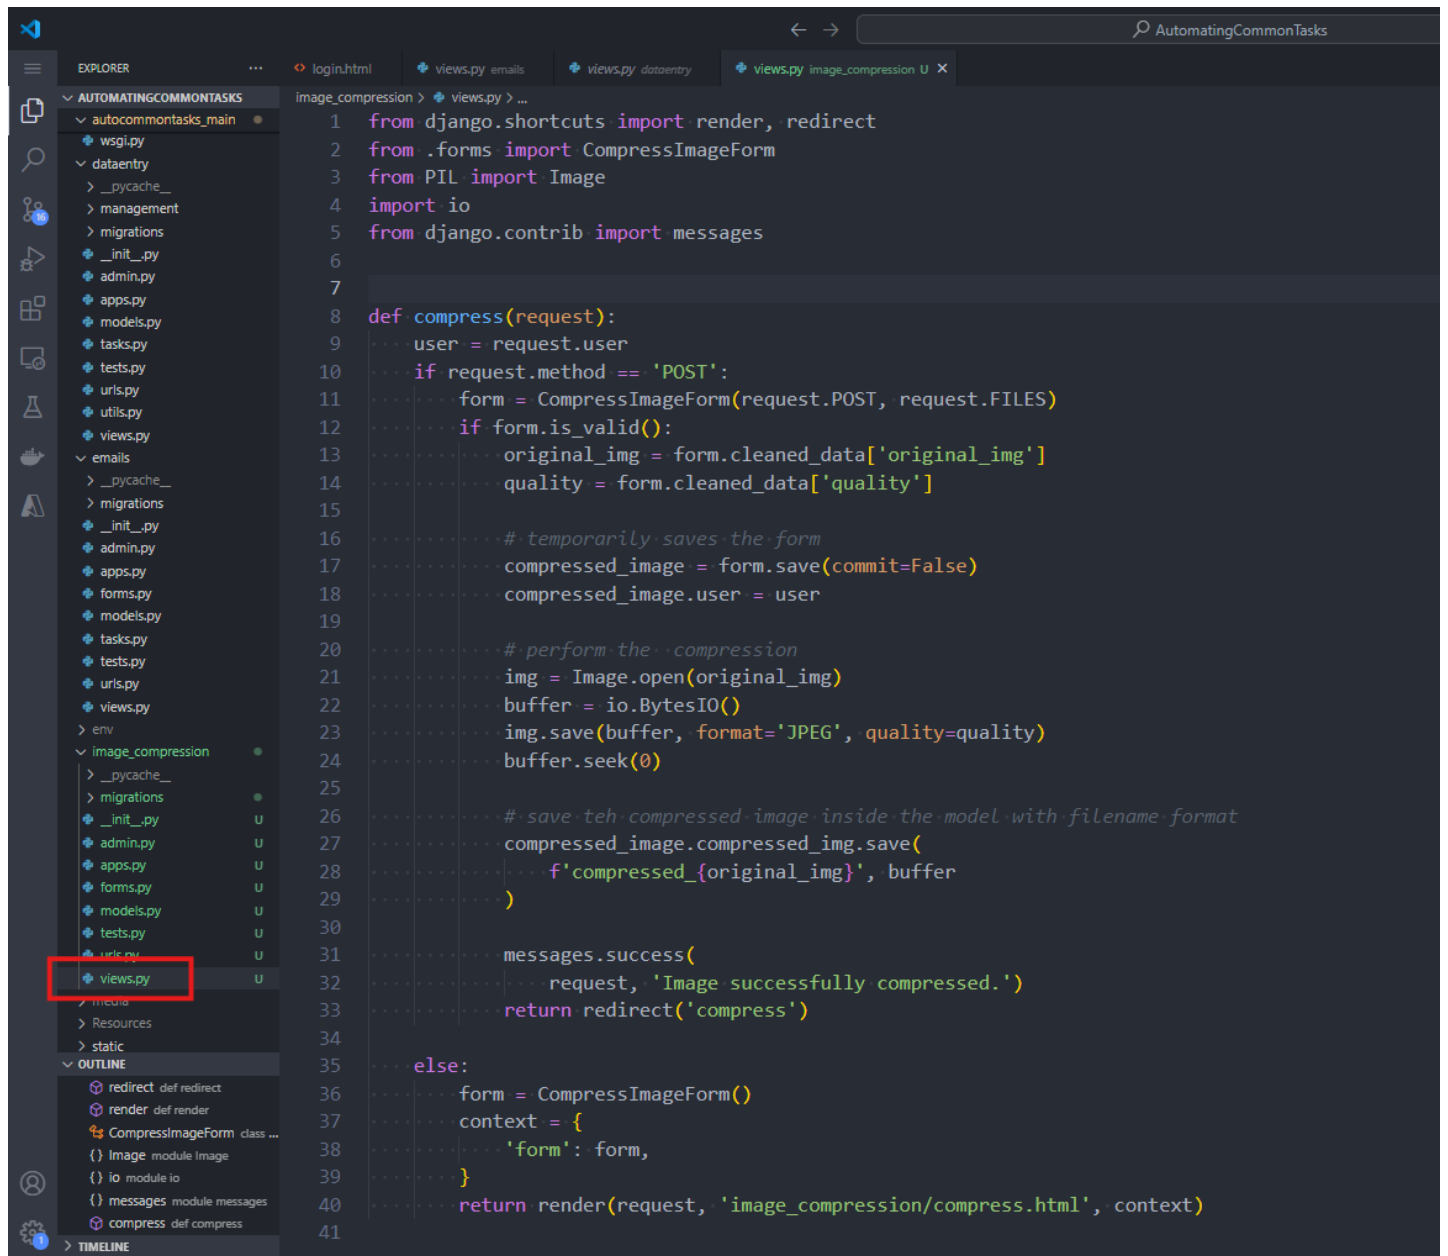 AutomatingCommonTasks
EXPLORER
login.html
views.py emails
views.py dataentry
views.py image_compression U
AUTOMATINGCOMMONTASKS
autocommontasks_main
wsgi.py
dataentry
__pycache__
management
migrations
__init__.py
admin.py
apps.py
models.py
tasks.py
tests.py
urls.py
utils.py
views.py
emails
__pycache__
migrations
__init__.py
admin.py
apps.py
forms.py
models.py
tasks.py
tests.py
urls.py
views.py
env
image_compression
__pycache__
migrations
__init__.py U
admin.py U
apps.py U
forms.py U
models.py U
tests.py U
urls.py U
views.py U
media
Resources
static
OUTLINE
redirect def redirect
render def render
CompressImageForm class ...
{} Image module Image
{} io module io
{} messages module messages
compress def compress
TIMELINE
16
1
image_compression > views.py > ...
1 from django.shortcuts import render, redirect
2 from .forms import CompressImageForm
3 from PIL import Image
4 import io
5 from django.contrib import messages
6
7
8 def compress(request):
9     user = request.user
10     if request.method == 'POST':
11         form = CompressImageForm(request.POST, request.FILES)
12         if form.is_valid():
13             original_img = form.cleaned_data['original_img']
14             quality = form.cleaned_data['quality']
15
16             # temporarily saves the form
17             compressed_image = form.save(commit=False)
18             compressed_image.user = user
19
20             # perform the  compression
21             img = Image.open(original_img)
22             buffer = io.BytesIO()
23             img.save(buffer, format='JPEG', quality=quality)
24             buffer.seek(0)
25
26             # save teh compressed image inside the model with filename format
27             compressed_image.compressed_img.save(
28                 f'compressed_{original_img}', buffer
29             )
30
31             messages.success(
32                 request, 'Image successfully compressed.')
33             return redirect('compress')
34
35     else:
36         form = CompressImageForm()
37         context = {
38             'form': form,
39         }
40         return render(request, 'image_compression/compress.html', context)
41